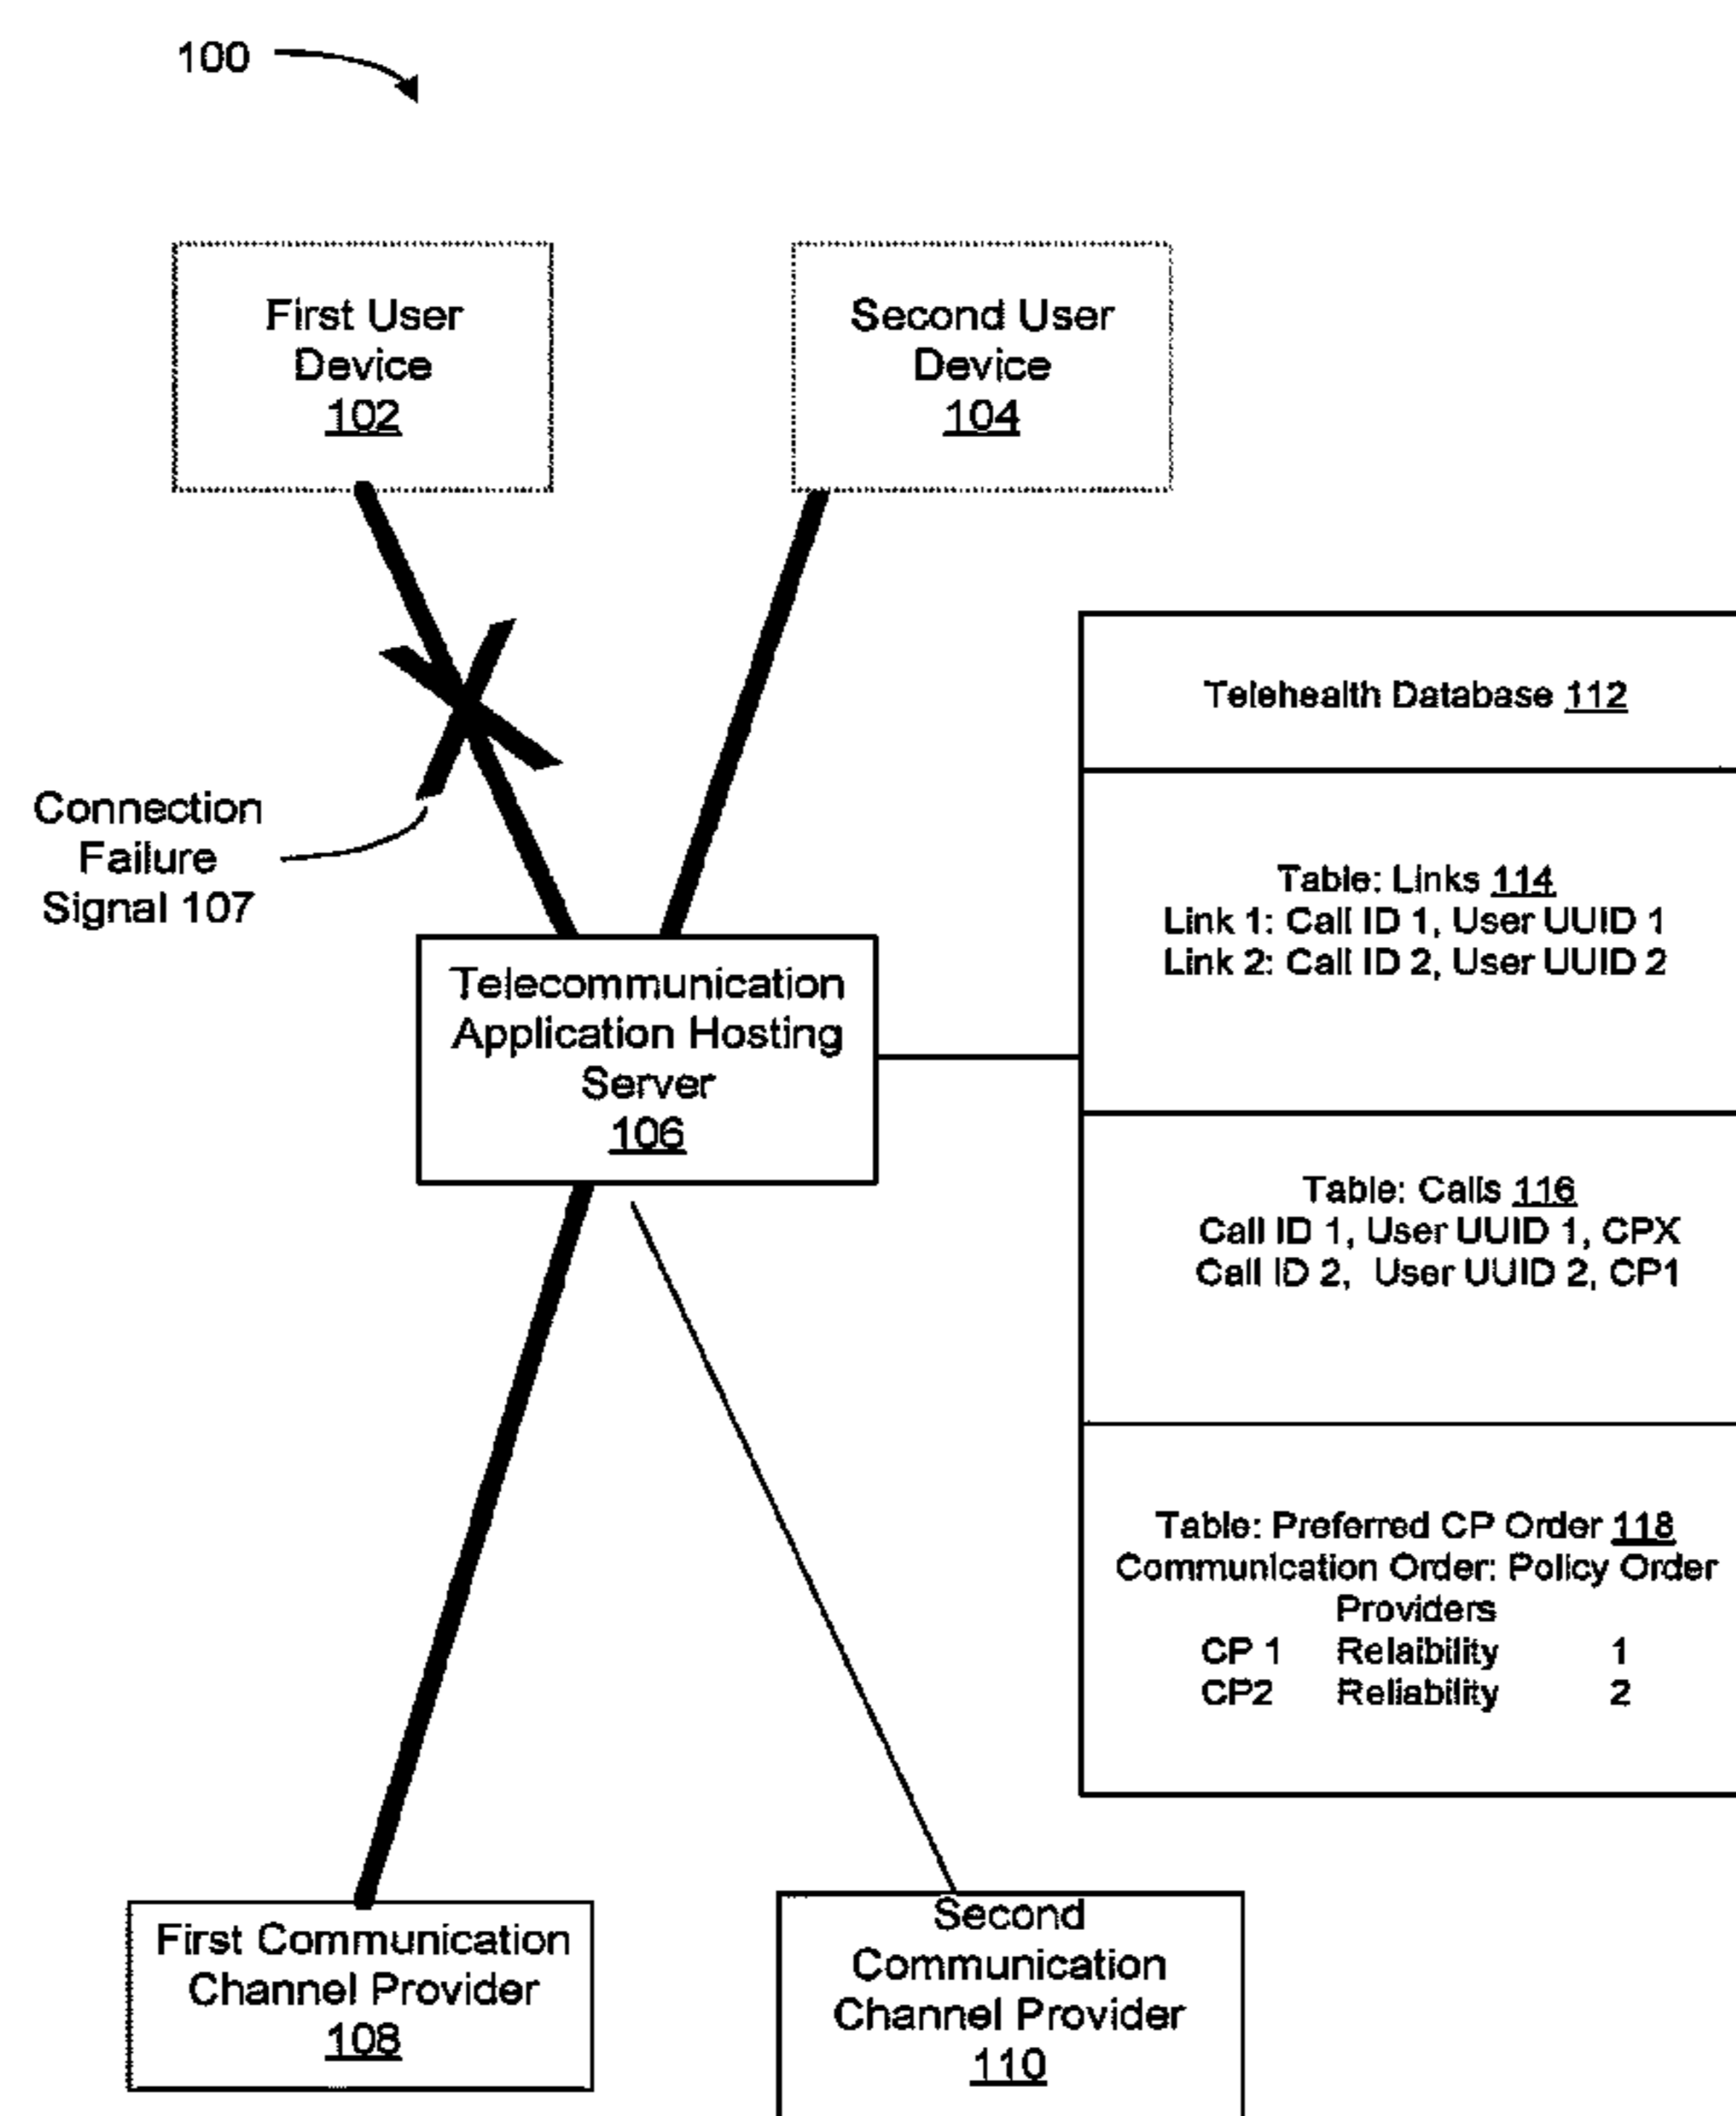 100
First User
Device
102
Second User
Device
104
Connection
Failure
Signal 107
Telecommunication
Application Hosting
Server
106
Telehealth Database 112
Table: Links 114
Link 1: Call ID 1, User UUID 1
Link 2: Call ID 2, User UUID 2
Table: Calls 116
Call ID 1, User UUID 1, CPX
Call ID 2, User UUID 2, CP1
Table: Preferred CP Order 118
Communication Order: Policy Order
Providers
CP 1 Relaibility 1
CP2 Reliability 2
First Communication
Channel Provider
108
Second
Communication
Channel Provider
110